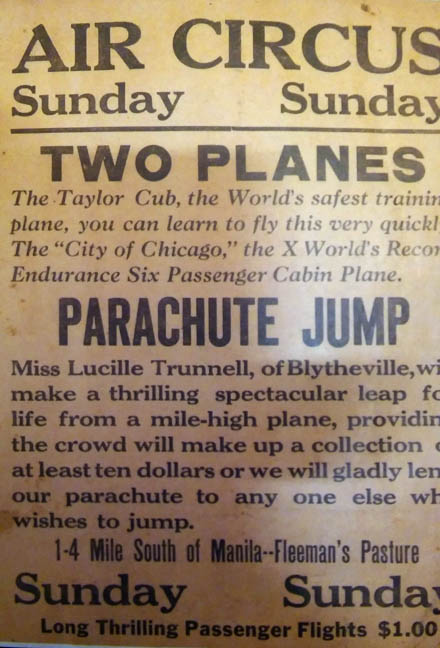 AIR CIRCUS
Sunday Sunday
TWO PLANES
The Taylor Cub, the World's safest trainin
plane, you can learn to fly this very quickl
The "City of Chicago," the X World's Recor
Endurance Six Passenger Cabin Plane.
PARACHUTE JUMP
Miss Lucille Trunnell, of Blytheville, wi
make a thrilling spectacular leap fo
life from a mile-high plane, providin
the crowd will make up a collection o
at least ten dollars or we will gladly len
our parachute to any one else wh
wishes to jump.
1-4 Mile South of Manila--Fleeman's Pasture
Sunday Sunday
Long Thrilling Passenger Flights $1.00